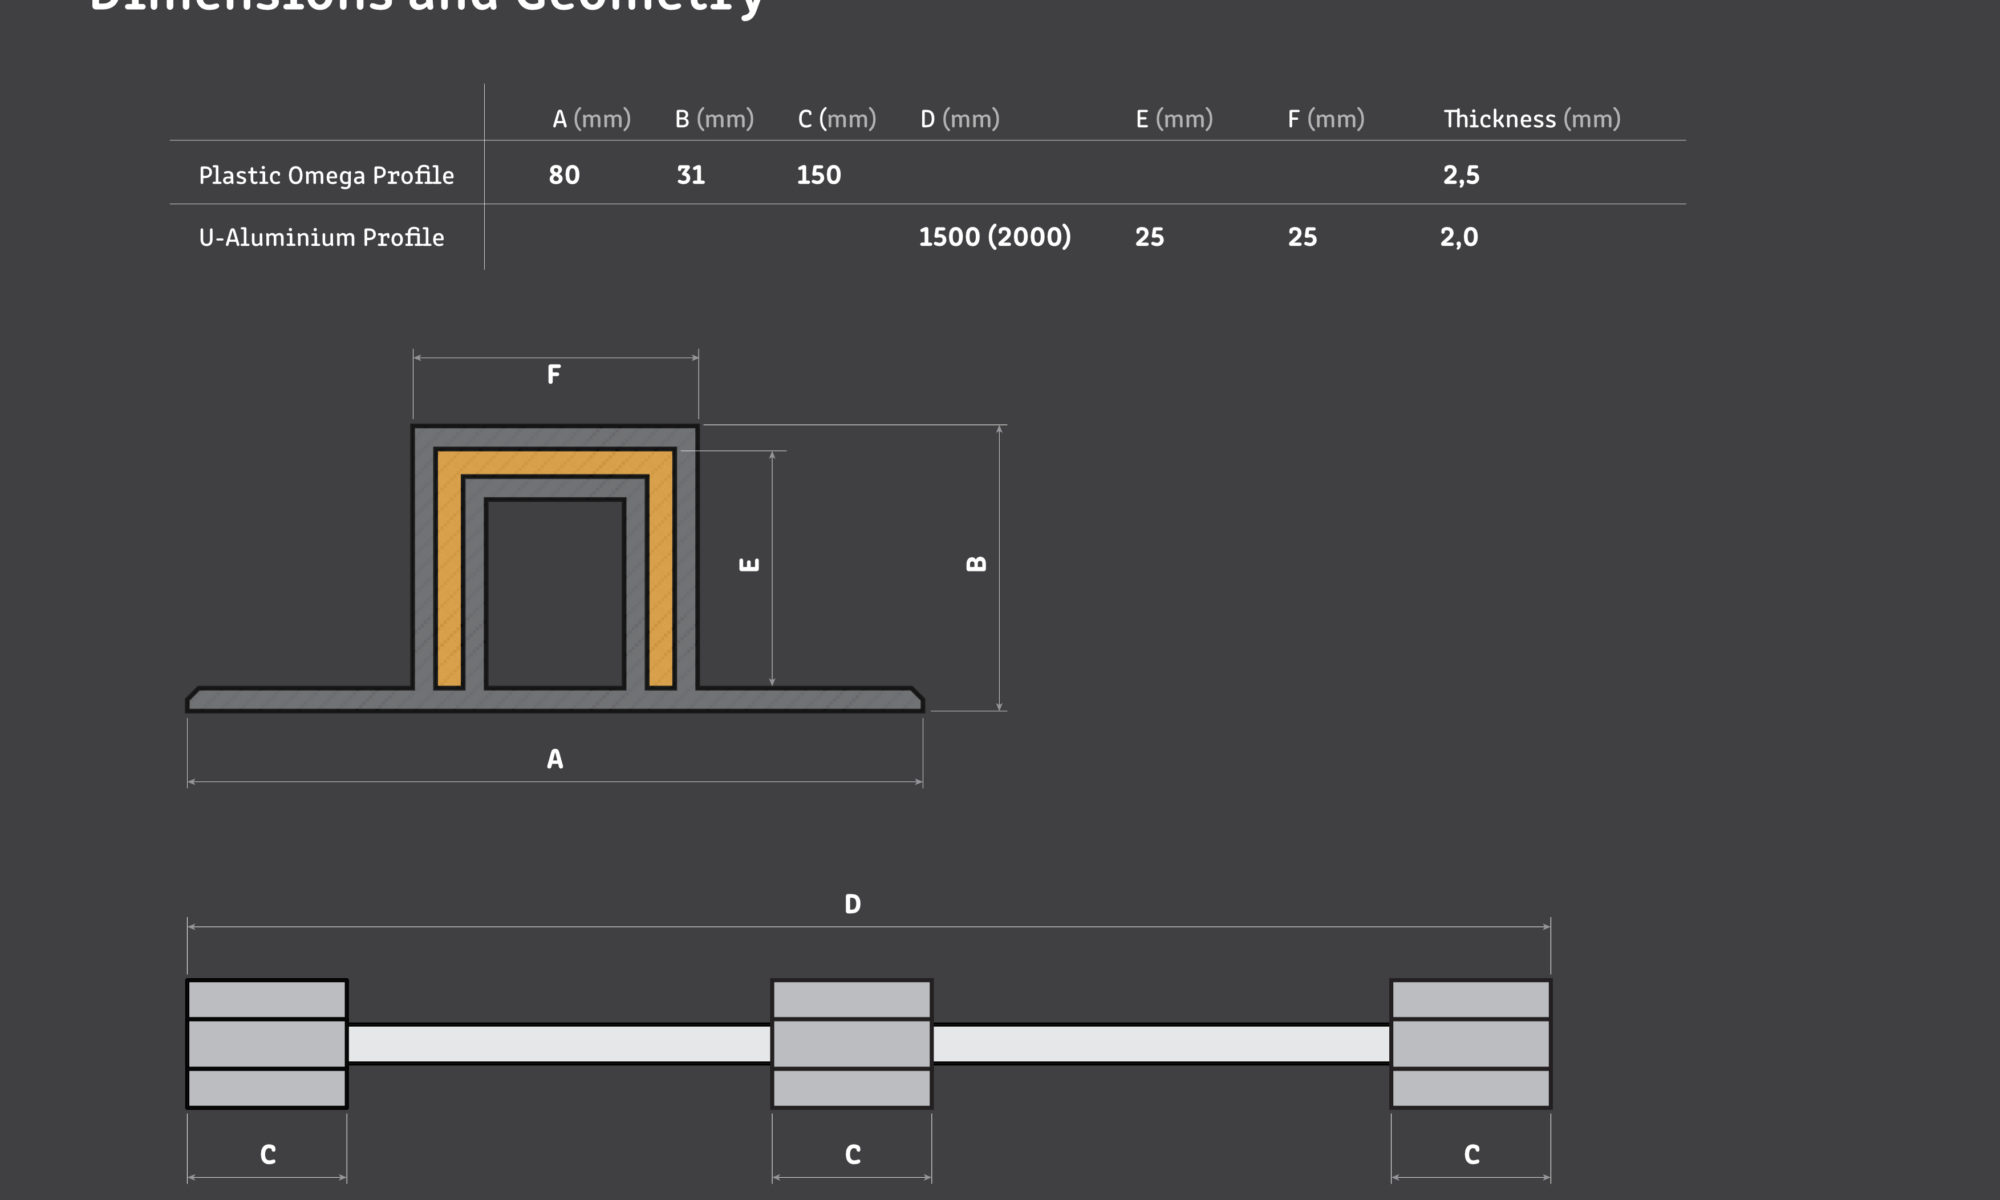 Dimensions and Geometry
A (mm) B (mm) C (mm) D (mm) E (mm) F (mm) Thickness (mm)
Plastic Omega Profile 80 31 150 2,5
U-Aluminium Profile 1500 (2000) 25 25 2,0
F
E
B
A
D
C C C